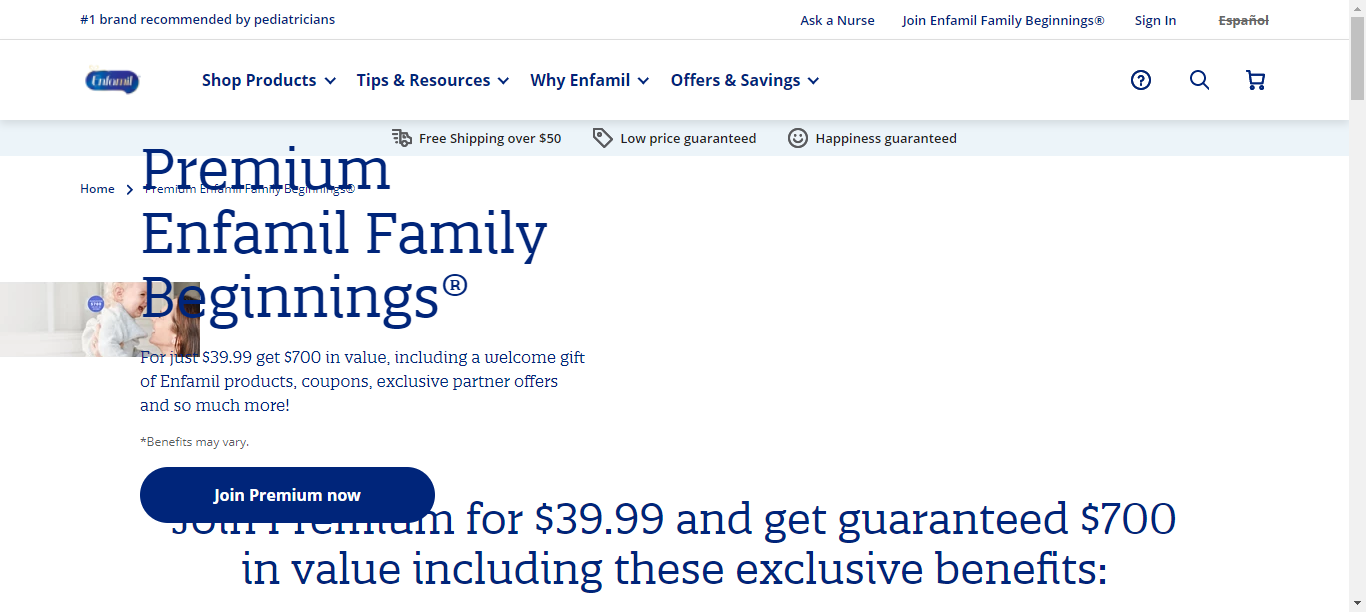 #1 brand recommended by pediatricians
Ask a Nurse
Join Enfamil Family Beginnings®
Sign In
Español
Enfamil
Shop Products
Tips & Resources
Why Enfamil
Offers & Savings
Free Shipping over $50
Low price guaranteed
Happiness guaranteed
Home
Premium Enfamil Family Beginnings®
Premium
Enfamil Family
Beginnings®
For just $39.99 get $700 in value, including a welcome gift
of Enfamil products, coupons, exclusive partner offers
and so much more!
*Benefits may vary.
Join Premium now
Join Premium for $39.99 and get guaranteed $700
in value including these exclusive benefits: